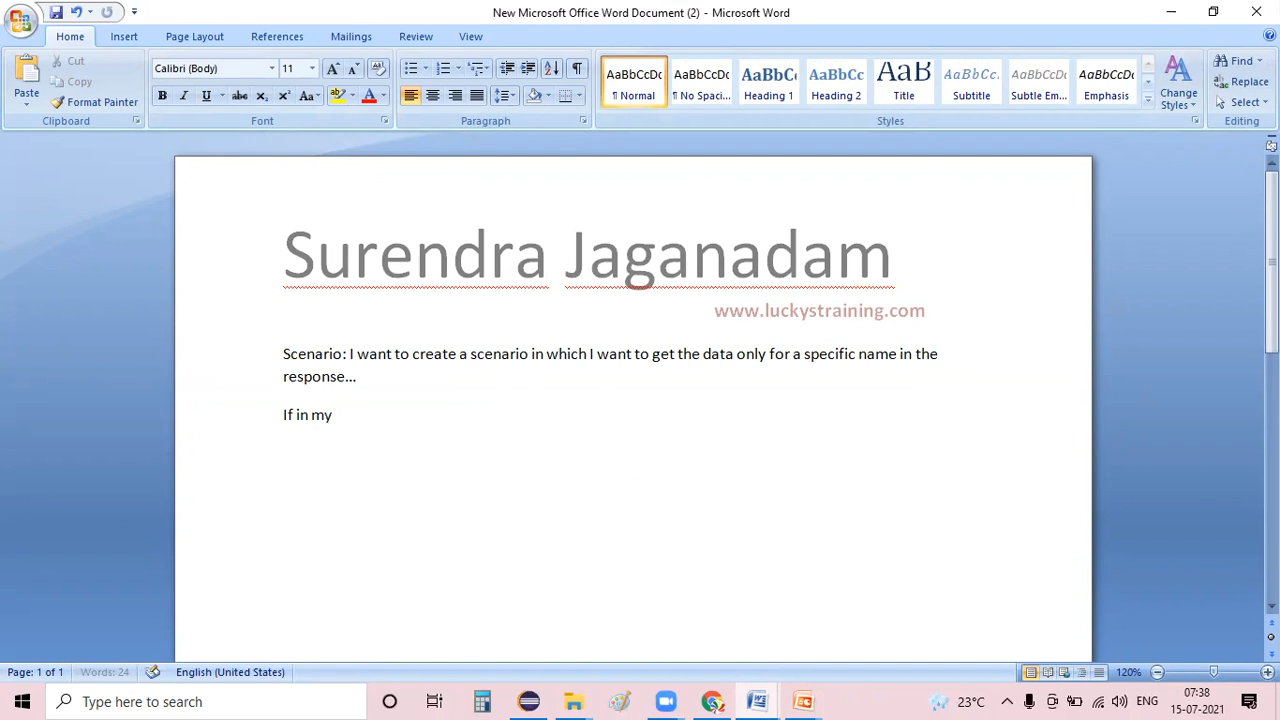 New Microsoft Office Word Document (2) - Microsoft Word
Home Insert Page Layout References Mailings Review View
Paste Cut Copy Format Painter Clipboard
Calibri (Body) 11 Font
Paragraph
AaBbCcDc ¶ Normal
AaBbCcDc ¶ No Spaci...
AaBbC Heading 1
AaBbCc Heading 2
AaB Title
AaBbCc. Subtitle
AaBbCcDc Subtle Em...
AaBbCcDc Emphasis
Change Styles
Styles
Find Replace Select Editing
Surendra Jaganadam
www.luckystraining.com
Scenario: I want to create a scenario in which I want to get the data only for a specific name in the
response...
If in my
Page: 1 of 1 Words: 24 English (United States) 120%
Type here to search 23°C ENG 07:38
15-07-2021